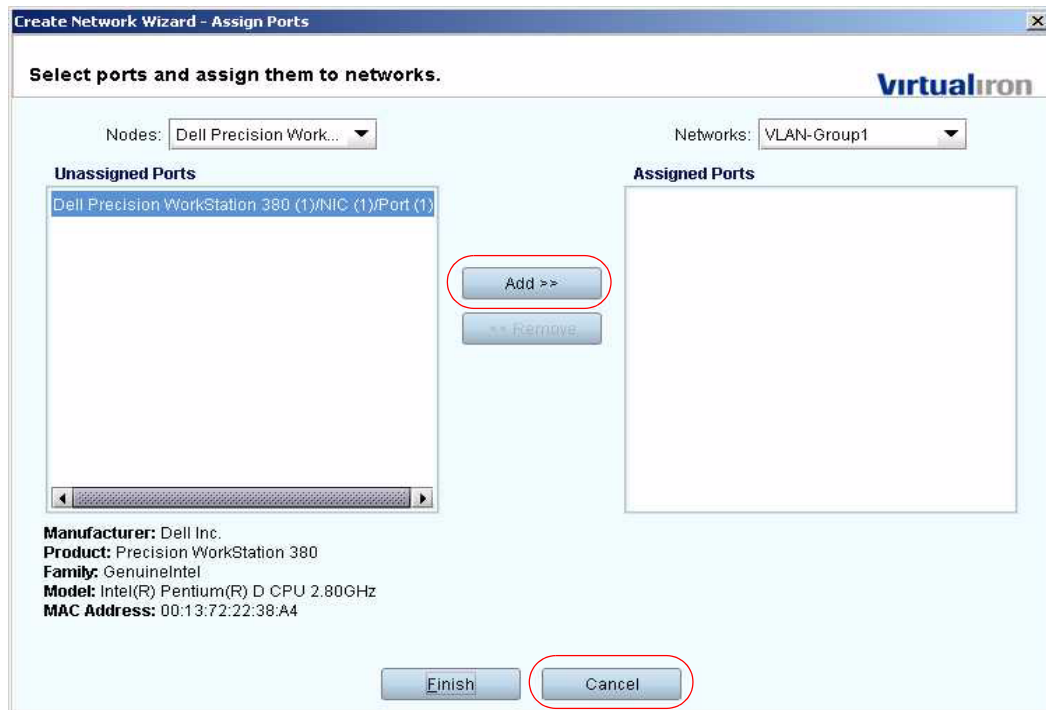 Create Network Wizard - Assign Ports
Select ports and assign them to networks.
Virtualiron
Nodes: Dell Precision Work...
Networks: VLAN-Group1
Unassigned Ports
Assigned Ports
Dell Precision WorkStation 380 (1)/NIC (1)/Port (1)
Add >>
<< Remove
Manufacturer: Dell Inc.
Product: Precision WorkStation 380
Family: GenuineIntel
Model: Intel(R) Pentium(R) D CPU 2.80GHz
MAC Address: 00:13:72:22:38:A4
Finish
Cancel